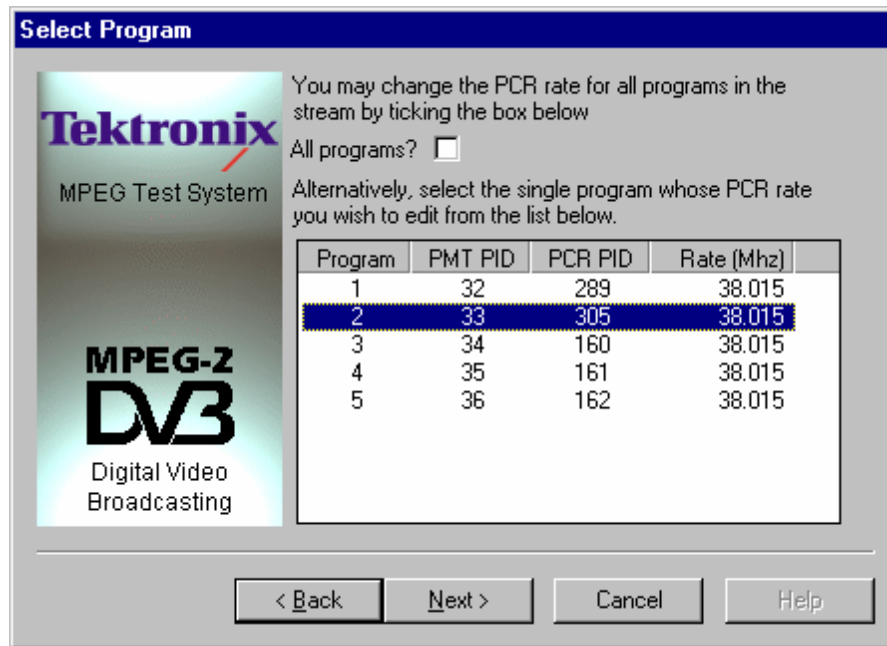 Select Program
Tektronix
MPEG Test System
MPEG-2
DVB
Digital Video
Broadcasting
You may change the PCR rate for all programs in the
stream by ticking the box below
All programs?
Alternatively, select the single program whose PCR rate
you wish to edit from the list below.
Program PMT PID PCR PID Rate (Mhz)
1 32 289 38.015
2 33 305 38.015
3 34 160 38.015
4 35 161 38.015
5 36 162 38.015
< Back Next > Cancel Help